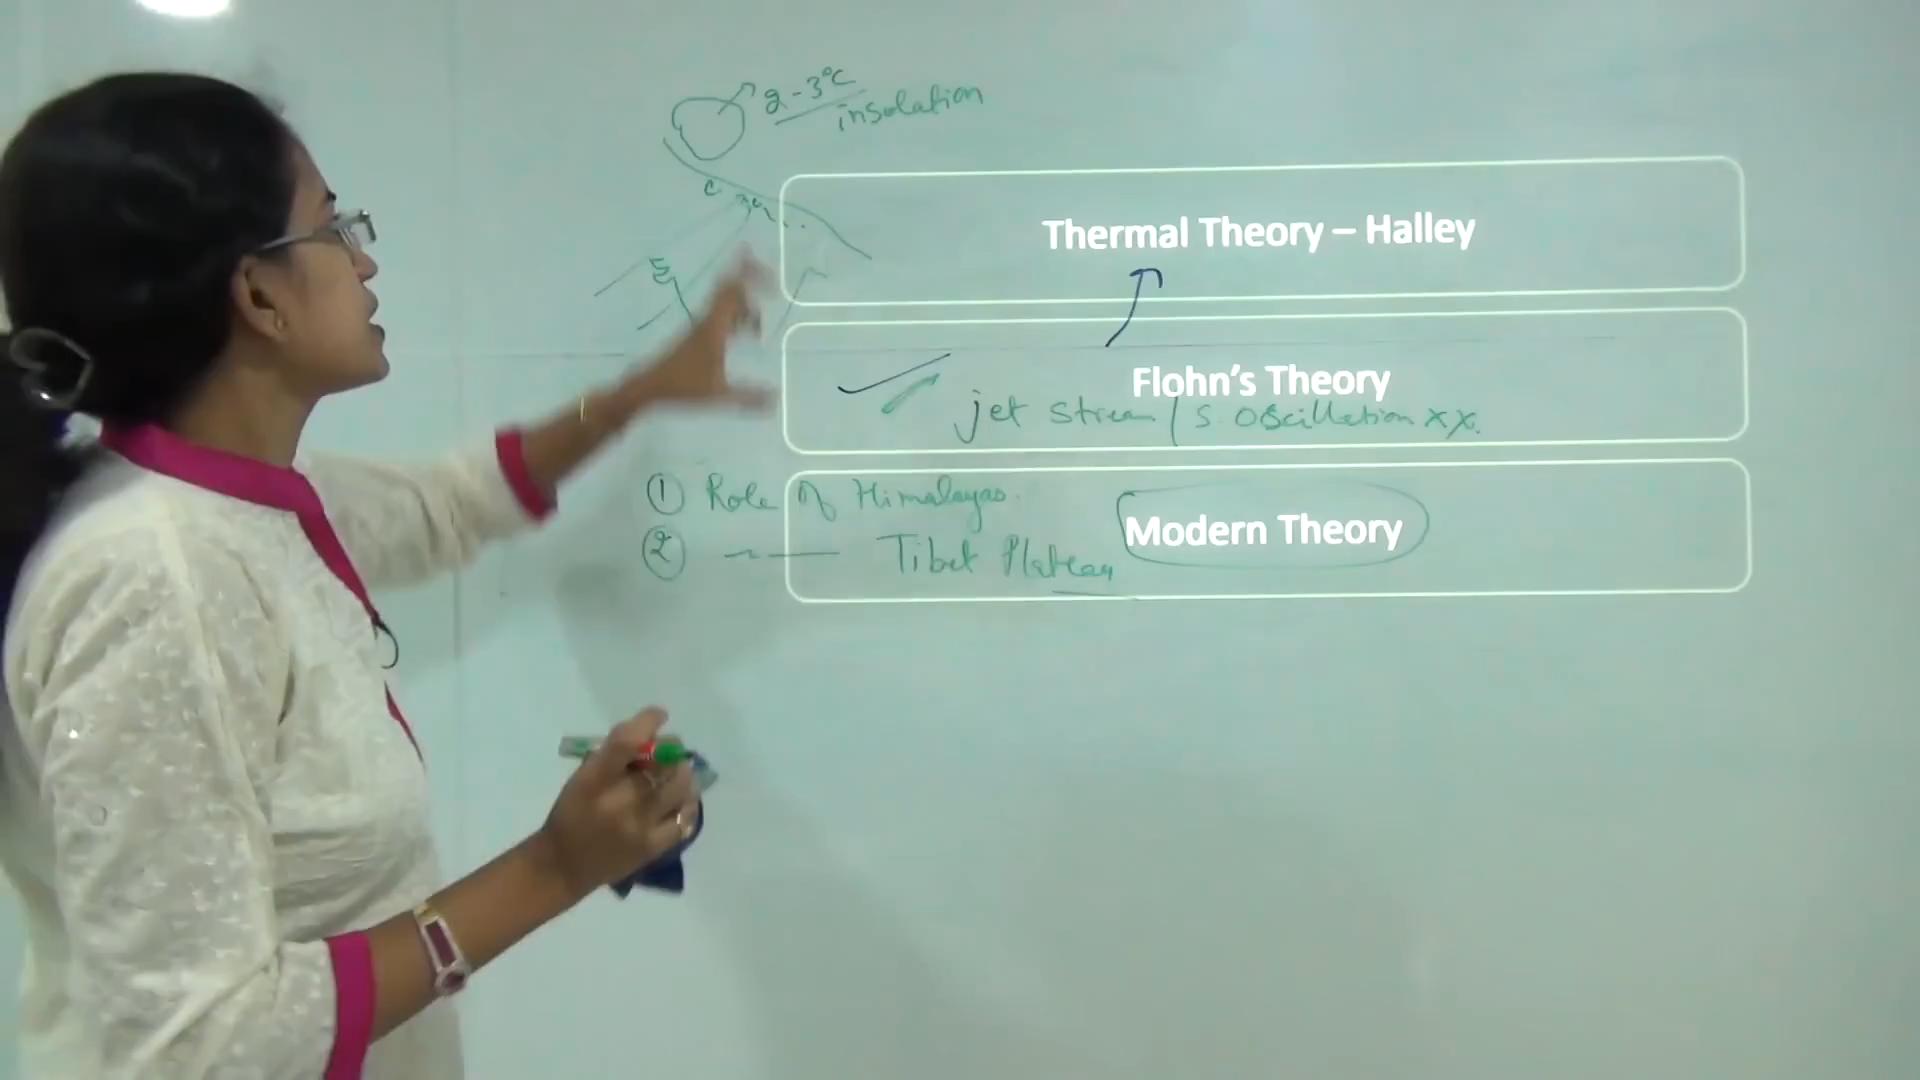 2-3°C
insolation
Thermal Theory – Halley
Flohn's Theory
jet stream / S. Oscillation xx.
① Role of Himalayas.
Modern Theory
② Tibet Plateau